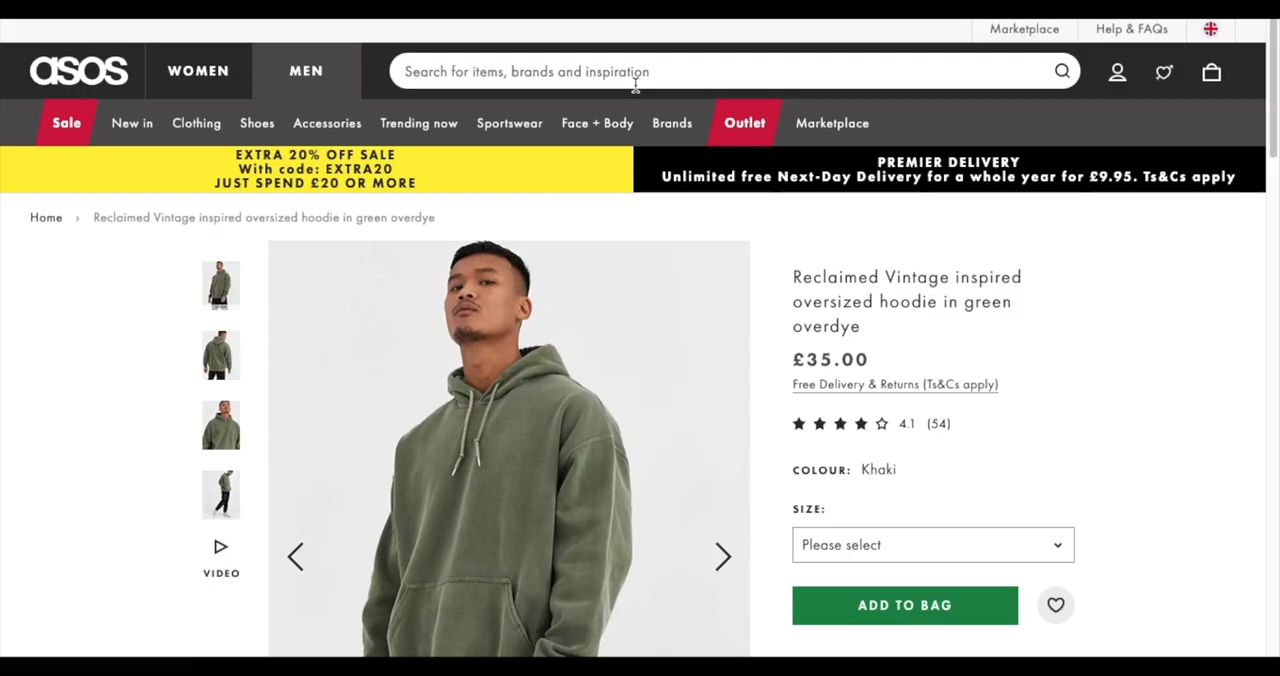 Marketplace
Help & FAQs
asos
WOMEN
MEN
Search for items, brands and inspiration
Sale
New in
Clothing
Shoes
Accessories
Trending now
Sportswear
Face + Body
Brands
Outlet
Marketplace
EXTRA 20% OFF SALE
With code: EXTRA20
JUST SPEND £20 OR MORE
PREMIER DELIVERY
Unlimited free Next-Day Delivery for a whole year for £9.95. Ts&Cs apply
Home › Reclaimed Vintage inspired oversized hoodie in green overdye
VIDEO
Reclaimed Vintage inspired
oversized hoodie in green
overdye
£35.00
Free Delivery & Returns (Ts&Cs apply)
4.1 (54)
COLOUR: Khaki
SIZE:
Please select
ADD TO BAG